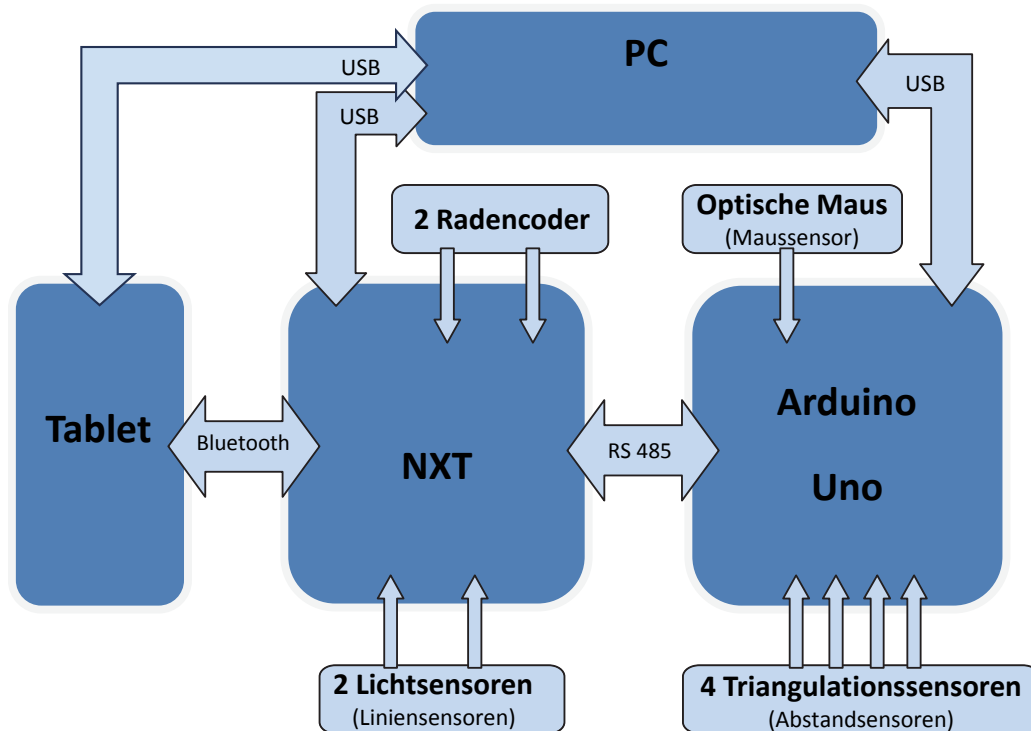 PC
USB
USB
USB
2 Radencoder
Optische Maus
(Maussensor)
Tablet
Bluetooth
NXT
RS 485
Arduino
Uno
2 Lichtsensoren
(Liniensensoren)
4 Triangulationssensoren
(Abstandsensoren)